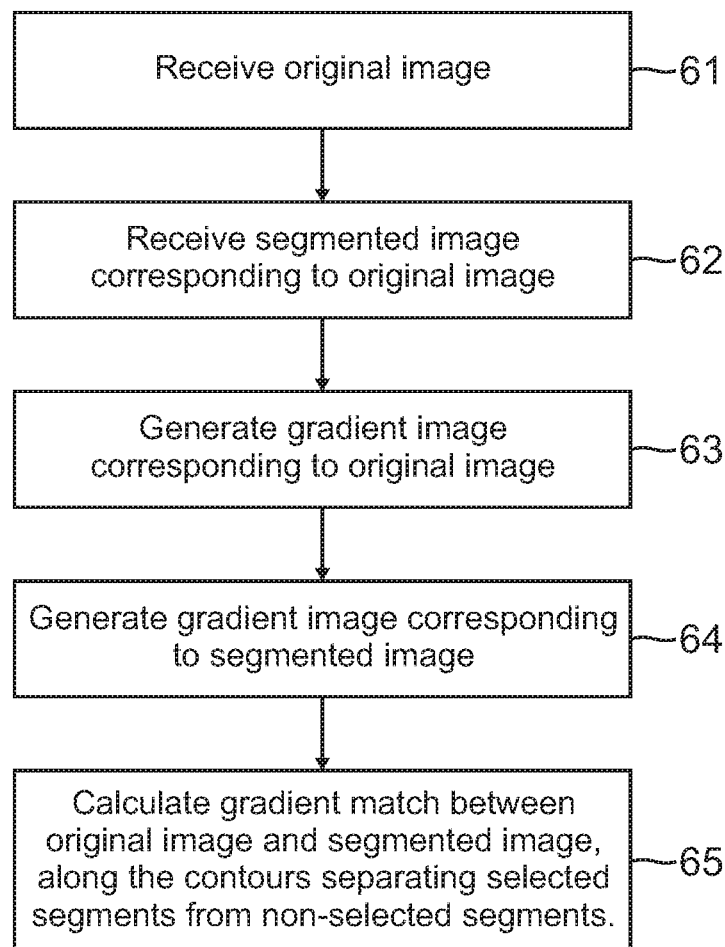 Receive original image
61
Receive segmented image
corresponding to original image
62
Generate gradient image
corresponding to original image
63
Generate gradient image corresponding
to segmented image
64
Calculate gradient match between
original image and segmented image,
along the contours separating selected
segments from non-selected segments.
65